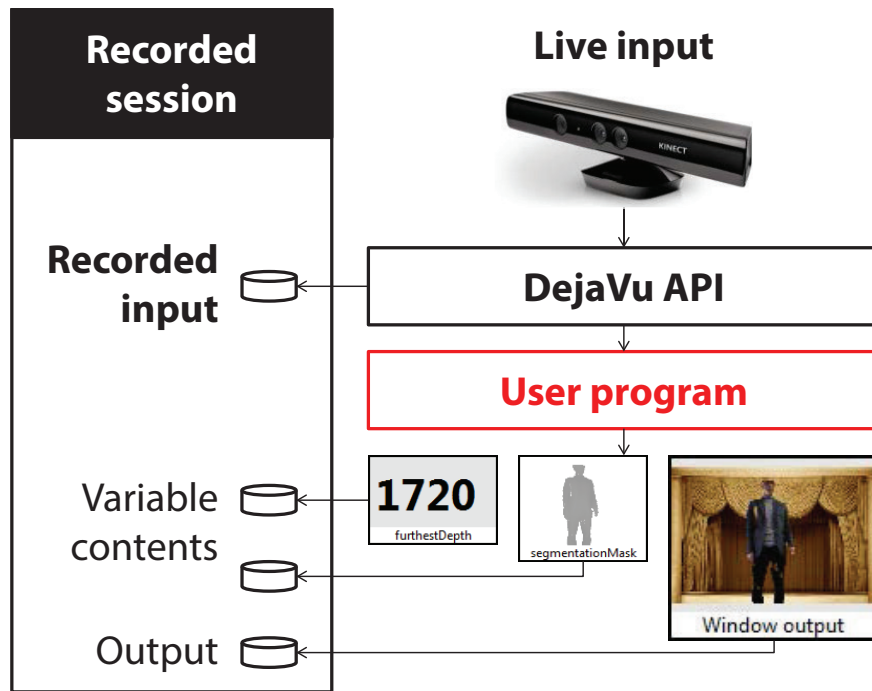 Recorded
session
Live input
KINECT
Recorded
input
DejaVu API
User program
Variable
contents
1720
furthestDepth
segmentationMask
Window output
Output